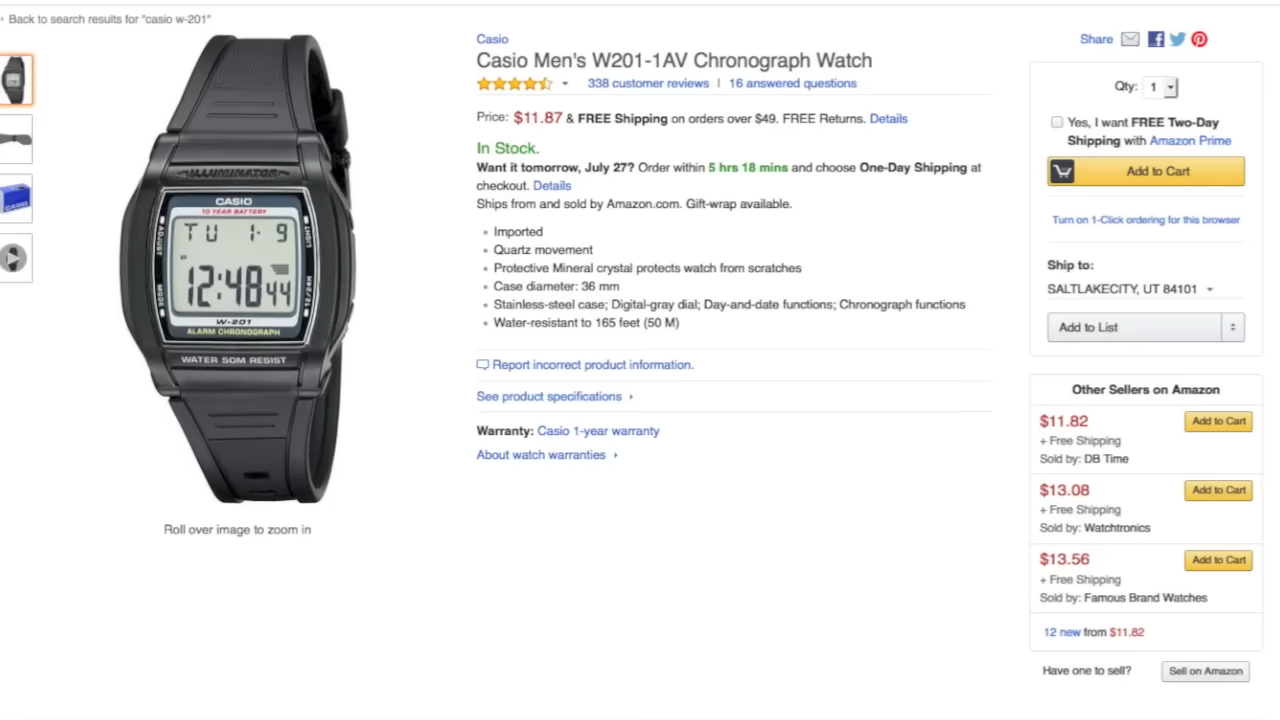 ‹ Back to search results for "casio w-201"
ILLUMINATOR
CASIO
10 YEAR BATTERY
ADJUST
LIGHT
TU 1-9
P
12:48 44
MODE
12/24H
W-201
ALARM CHRONOGRAPH
WATER 50M RESIST
Roll over image to zoom in
Casio
Casio Men's W201-1AV Chronograph Watch
338 customer reviews | 16 answered questions
Price: $11.87 & FREE Shipping on orders over $49. FREE Returns. Details
In Stock.
Want it tomorrow, July 27? Order within 5 hrs 18 mins and choose One-Day Shipping at
checkout. Details
Ships from and sold by Amazon.com. Gift-wrap available.
• Imported
• Quartz movement
• Protective Mineral crystal protects watch from scratches
• Case diameter: 36 mm
• Stainless-steel case; Digital-gray dial; Day-and-date functions; Chronograph functions
• Water-resistant to 165 feet (50 M)
Report incorrect product information.
See product specifications ›
Warranty: Casio 1-year warranty
About watch warranties ›
Share
Qty: 1
Yes, I want FREE Two-Day
Shipping with Amazon Prime
Add to Cart
Turn on 1-Click ordering for this browser
Ship to:
SALTLAKECITY, UT 84101
Add to List
Other Sellers on Amazon
$11.82 Add to Cart
+ Free Shipping
Sold by: DB Time
$13.08 Add to Cart
+ Free Shipping
Sold by: Watchtronics
$13.56 Add to Cart
+ Free Shipping
Sold by: Famous Brand Watches
12 new from $11.82
Have one to sell? Sell on Amazon